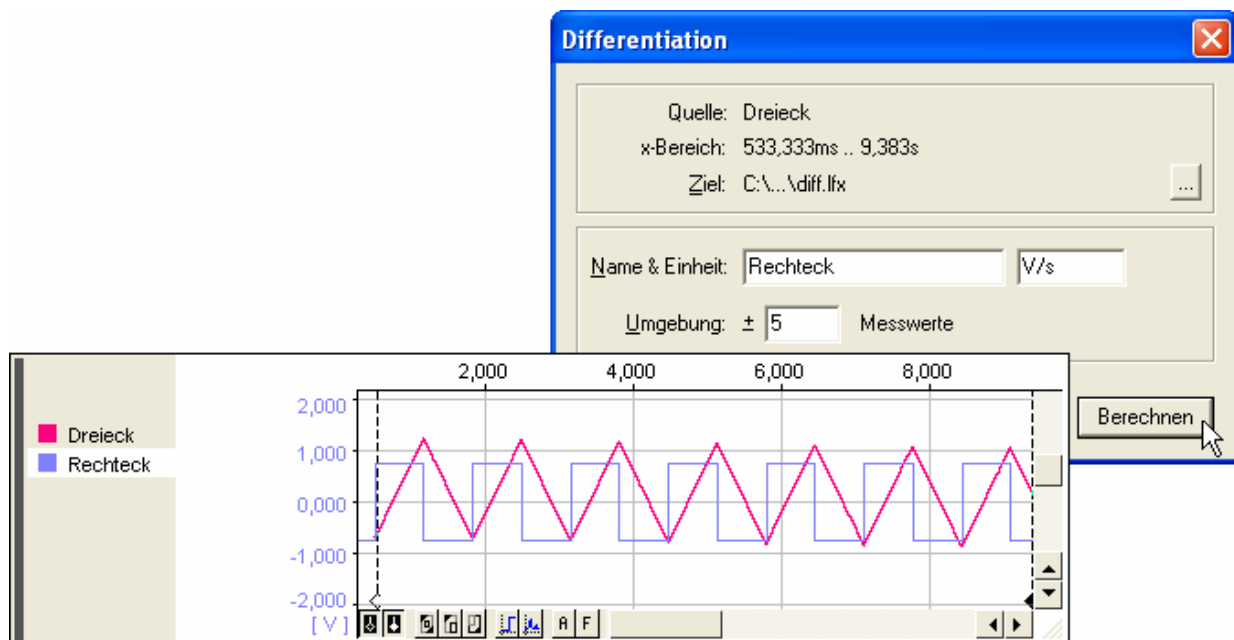 Differentiation
Quelle: Dreieck
x-Bereich: 533,333ms .. 9,383s
Ziel: C:\...\diff.lfx
...
Name & Einheit: Rechteck V/s
Umgebung: ± 5 Messwerte
Berechnen
2,000 4,000 6,000 8,000
Dreieck
Rechteck
2,000
1,000
0,000
-1,000
-2,000
[ V ]
A F